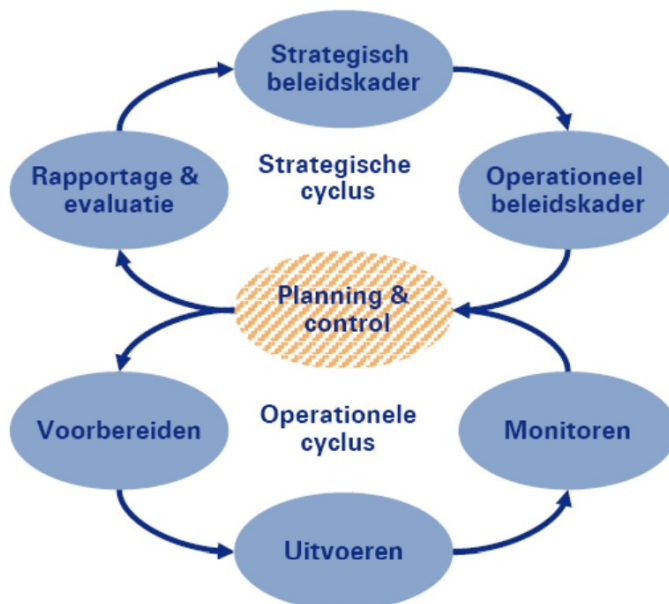 Strategisch
beleidskader
Rapportage &
evaluatie
Strategische
cyclus
Operationeel
beleidskader
Planning &
control
Voorbereiden
Operationele
cyclus
Monitoren
Uitvoeren